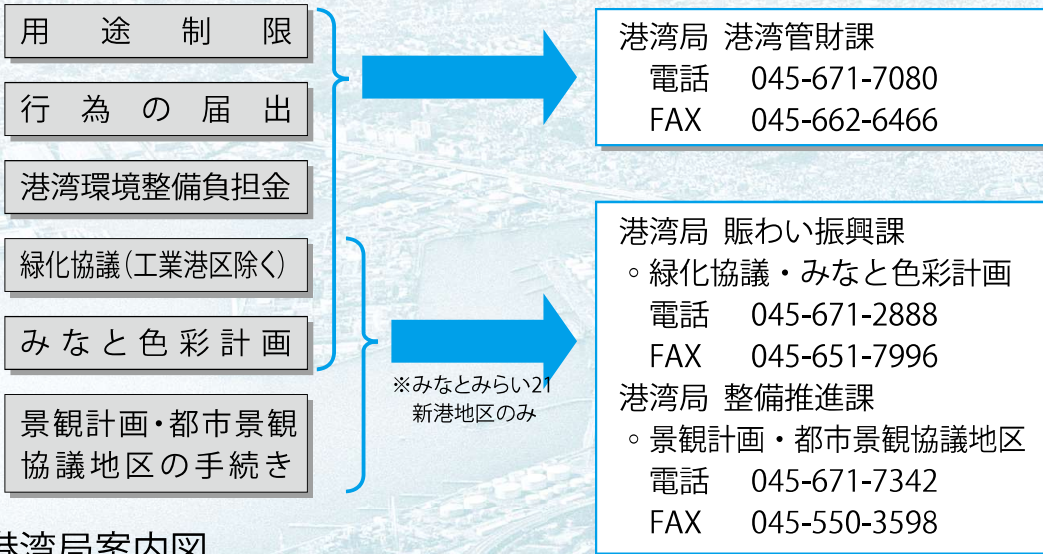 用途制限
行為の届出
港湾環境整備負担金
緑化協議（工業港区除く）
みなと色彩計画
景観計画・都市景観
協議地区の手続き
※みなとみらい21
新港地区のみ
港湾局 港湾管財課
電話 045-671-7080
FAX 045-662-6466
港湾局 賑わい振興課
○緑化協議・みなと色彩計画
電話 045-671-2888
FAX 045-651-7996
港湾局 整備推進課
○景観計画・都市景観協議地区
電話 045-671-7342
FAX 045-550-3598
港湾局案内図